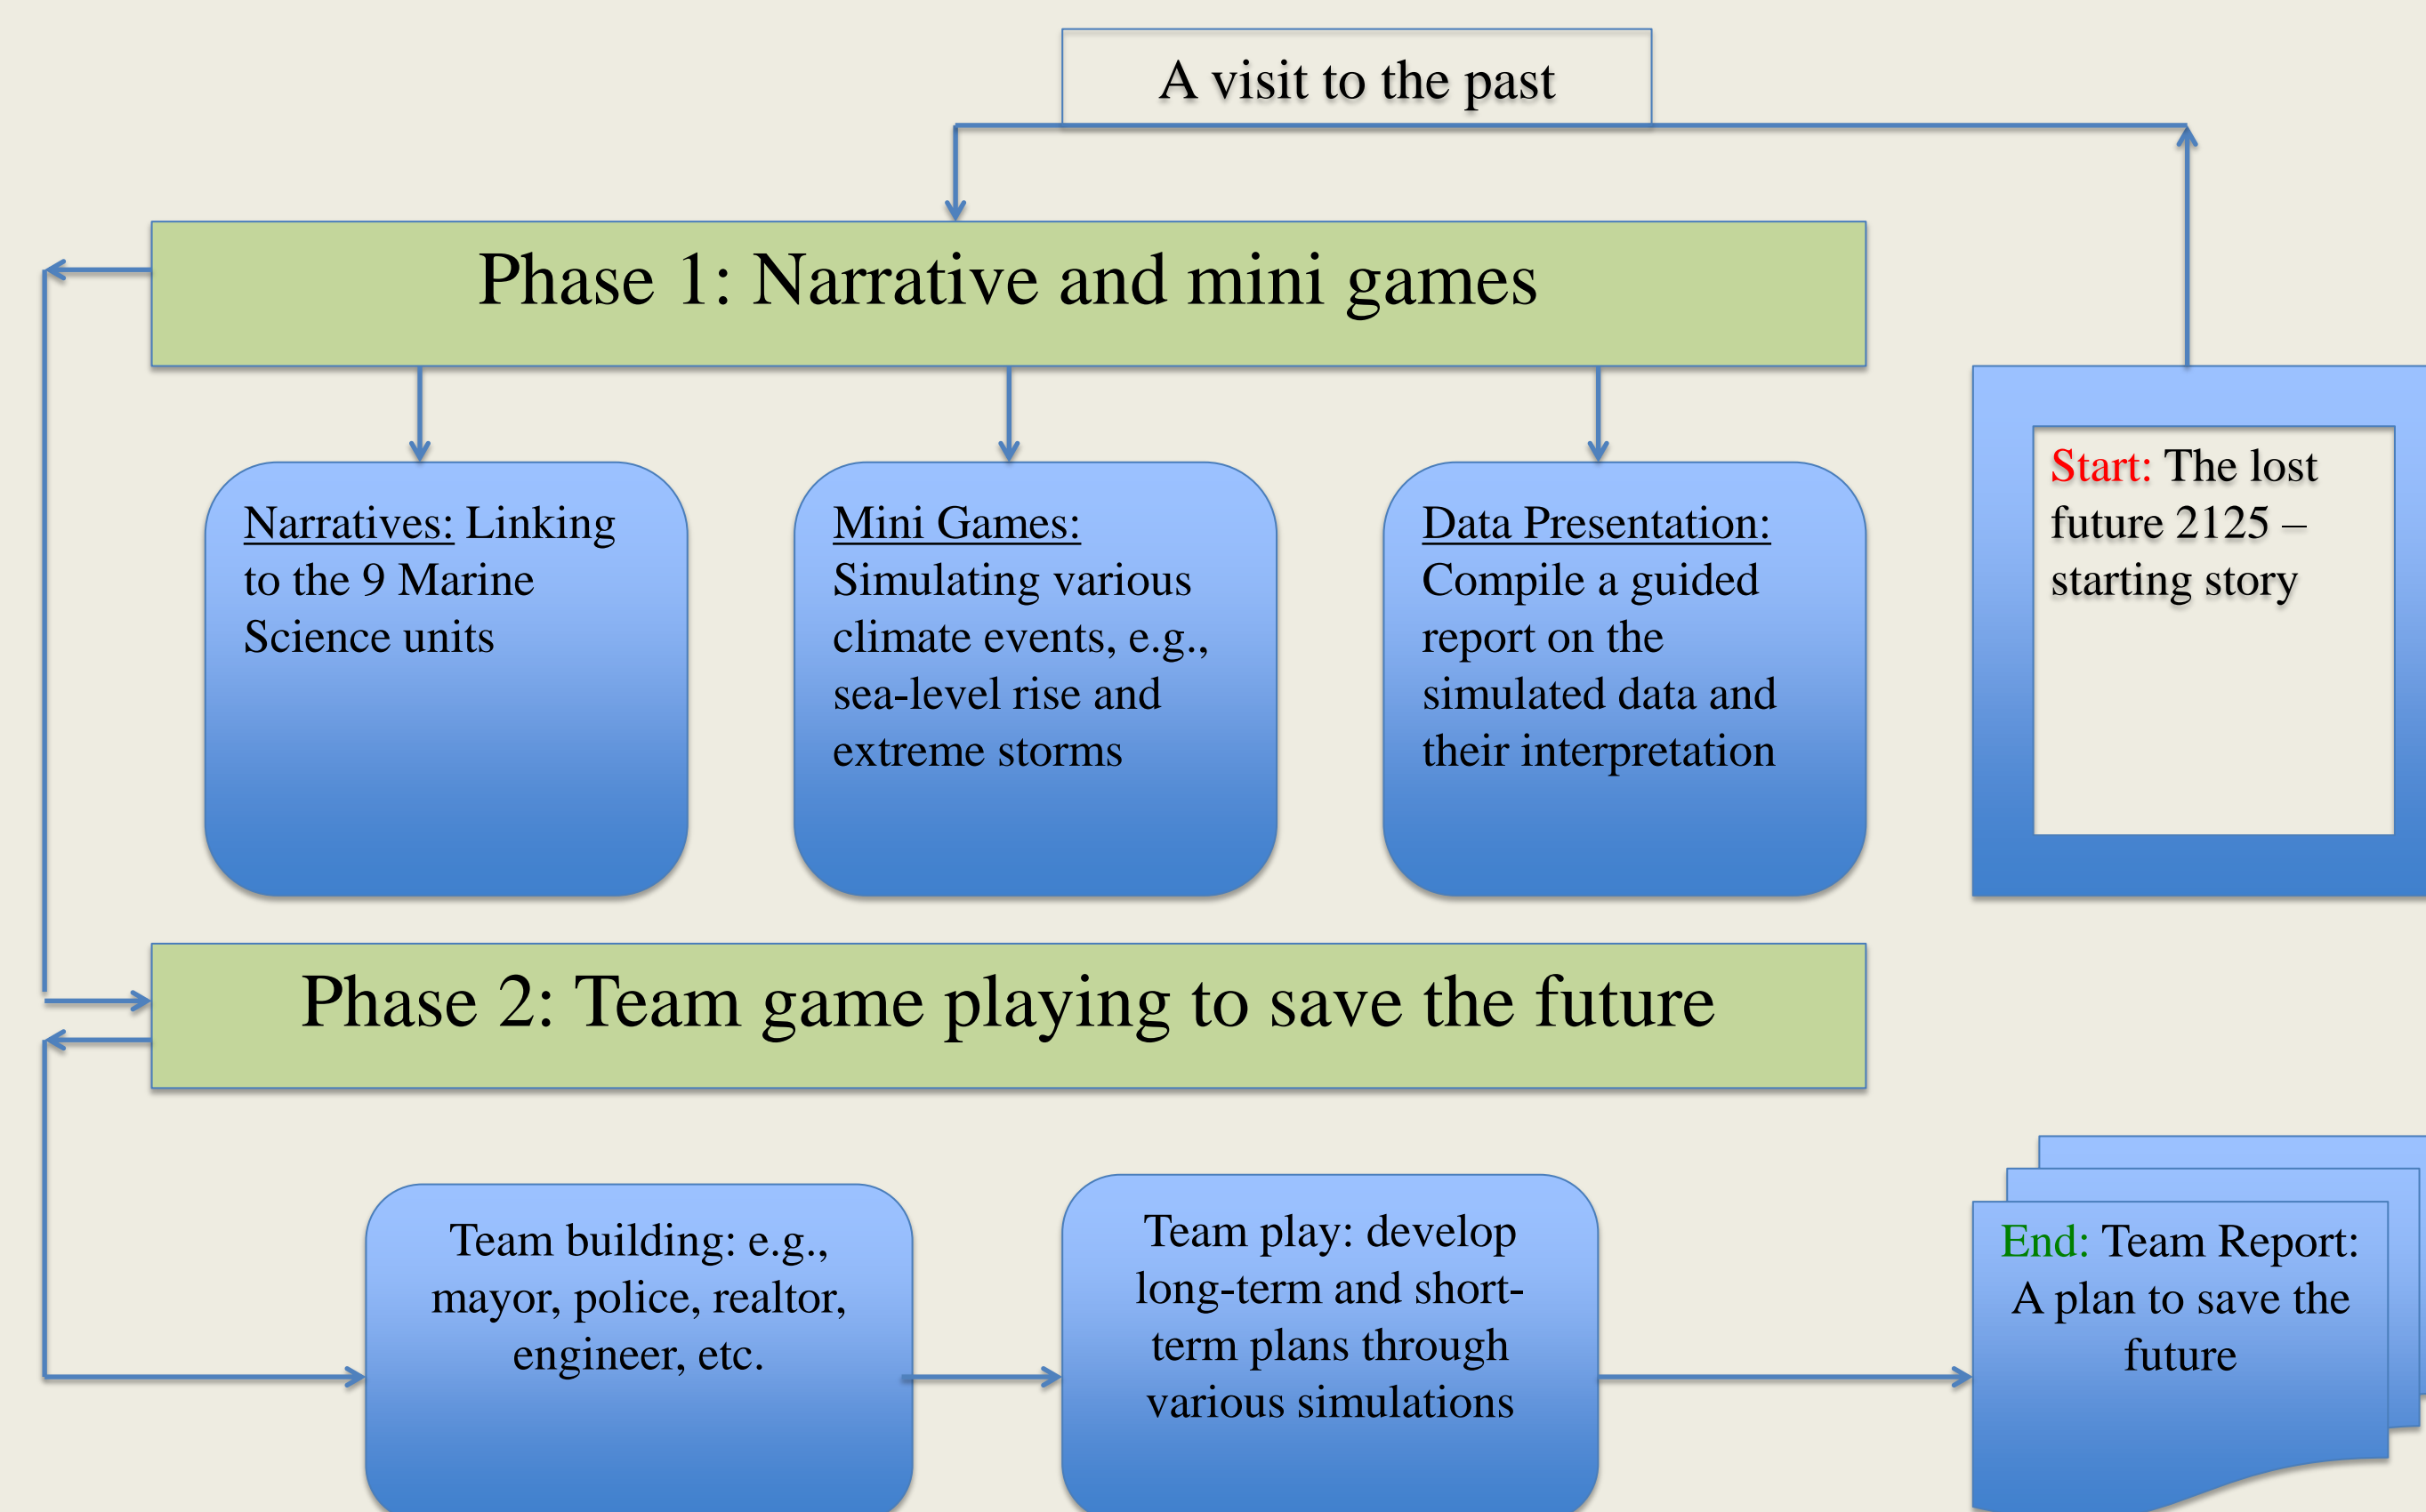 A visit to the past
Phase 1: Narrative and mini games
Narratives: Linking
to the 9 Marine
Science units
Mini Games:
Simulating various
climate events, e.g.,
sea-level rise and
extreme storms
Data Presentation:
Compile a guided
report on the
simulated data and
their interpretation
Start: The lost
future 2125 –
starting story
Phase 2: Team game playing to save the future
Team building: e.g.,
mayor, police, realtor,
engineer, etc.
Team play: develop
long-term and short-
term plans through
various simulations
End: Team Report:
A plan to save the
future